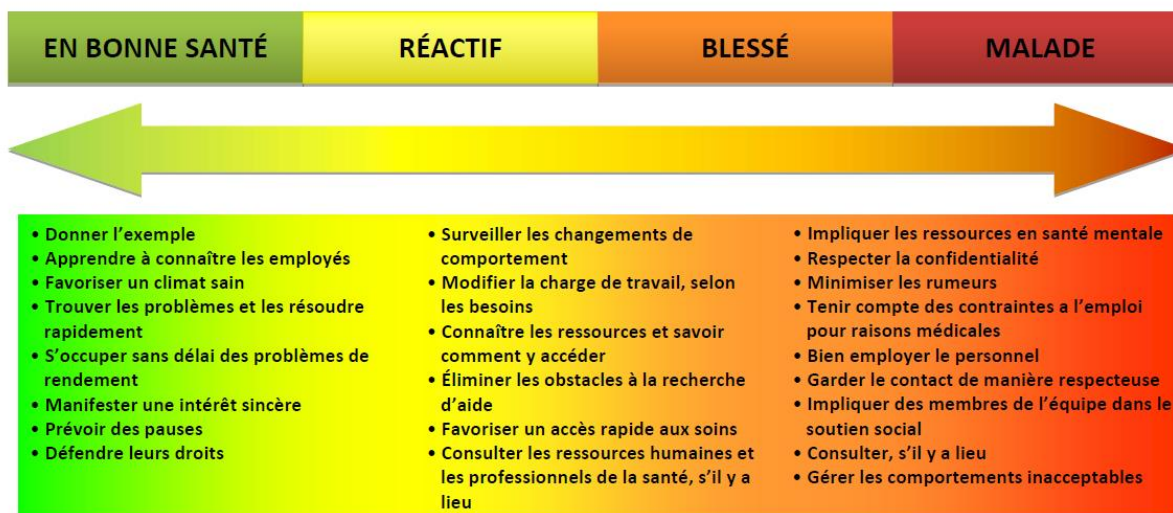 EN BONNE SANTÉ
RÉACTIF
BLESSÉ
MALADE
• Donner l’exemple
• Apprendre à connaître les employés
• Favoriser un climat sain
• Trouver les problèmes et les résoudre
rapidement
• S’occuper sans délai des problèmes de
rendement
• Manifester une intérêt sincère
• Prévoir des pauses
• Défendre leurs droits
• Surveiller les changements de
comportement
• Modifier la charge de travail, selon
les besoins
• Connaître les ressources et savoir
comment y accéder
• Éliminer les obstacles à la recherche
d’aide
• Favoriser un accès rapide aux soins
• Consulter les ressources humaines et
les professionnels de la santé, s’il y a
lieu
• Impliquer les ressources en santé mentale
• Respecter la confidentialité
• Minimiser les rumeurs
• Tenir compte des contraintes a l’emploi
pour raisons médicales
• Bien employer le personnel
• Garder le contact de manière respecteuse
• Impliquer des membres de l’équipe dans le
soutien social
• Consulter, s’il y a lieu
• Gérer les comportements inacceptables